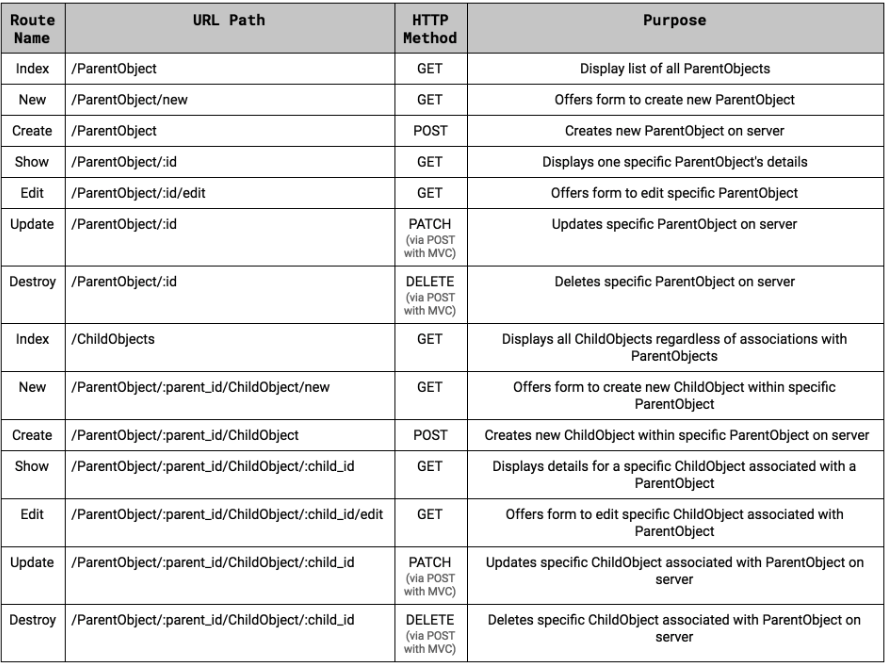 Route Name URL Path HTTP Method Purpose
Index /ParentObject GET Display list of all ParentObjects
New /ParentObject/new GET Offers form to create new ParentObject
Create /ParentObject POST Creates new ParentObject on server
Show /ParentObject/:id GET Displays one specific ParentObject's details
Edit /ParentObject/:id/edit GET Offers form to edit specific ParentObject
Update /ParentObject/:id PATCH Updates specific ParentObject on server
(via POST
with MVC)
Destroy /ParentObject/:id DELETE Deletes specific ParentObject on server
(via POST
with MVC)
Index /ChildObjects GET Displays all ChildObjects regardless of associations with
ParentObjects
New /ParentObject/:parent_id/ChildObject/new GET Offers form to create new ChildObject within specific
ParentObject
Create /ParentObject/:parent_id/ChildObject POST Creates new ChildObject within specific ParentObject on server
Show /ParentObject/:parent_id/ChildObject/:child_id GET Displays details for a specific ChildObject associated with a
ParentObject
Edit /ParentObject/:parent_id/ChildObject/:child_id/edit GET Offers form to edit specific ChildObject associated with
ParentObject
Update /ParentObject/:parent_id/ChildObject/:child_id PATCH Updates specific ChildObject associated with ParentObject on
(via POST server
with MVC)
Destroy /ParentObject/:parent_id/ChildObject/:child_id DELETE Deletes specific ChildObject associated with ParentObject on
(via POST server
with MVC)